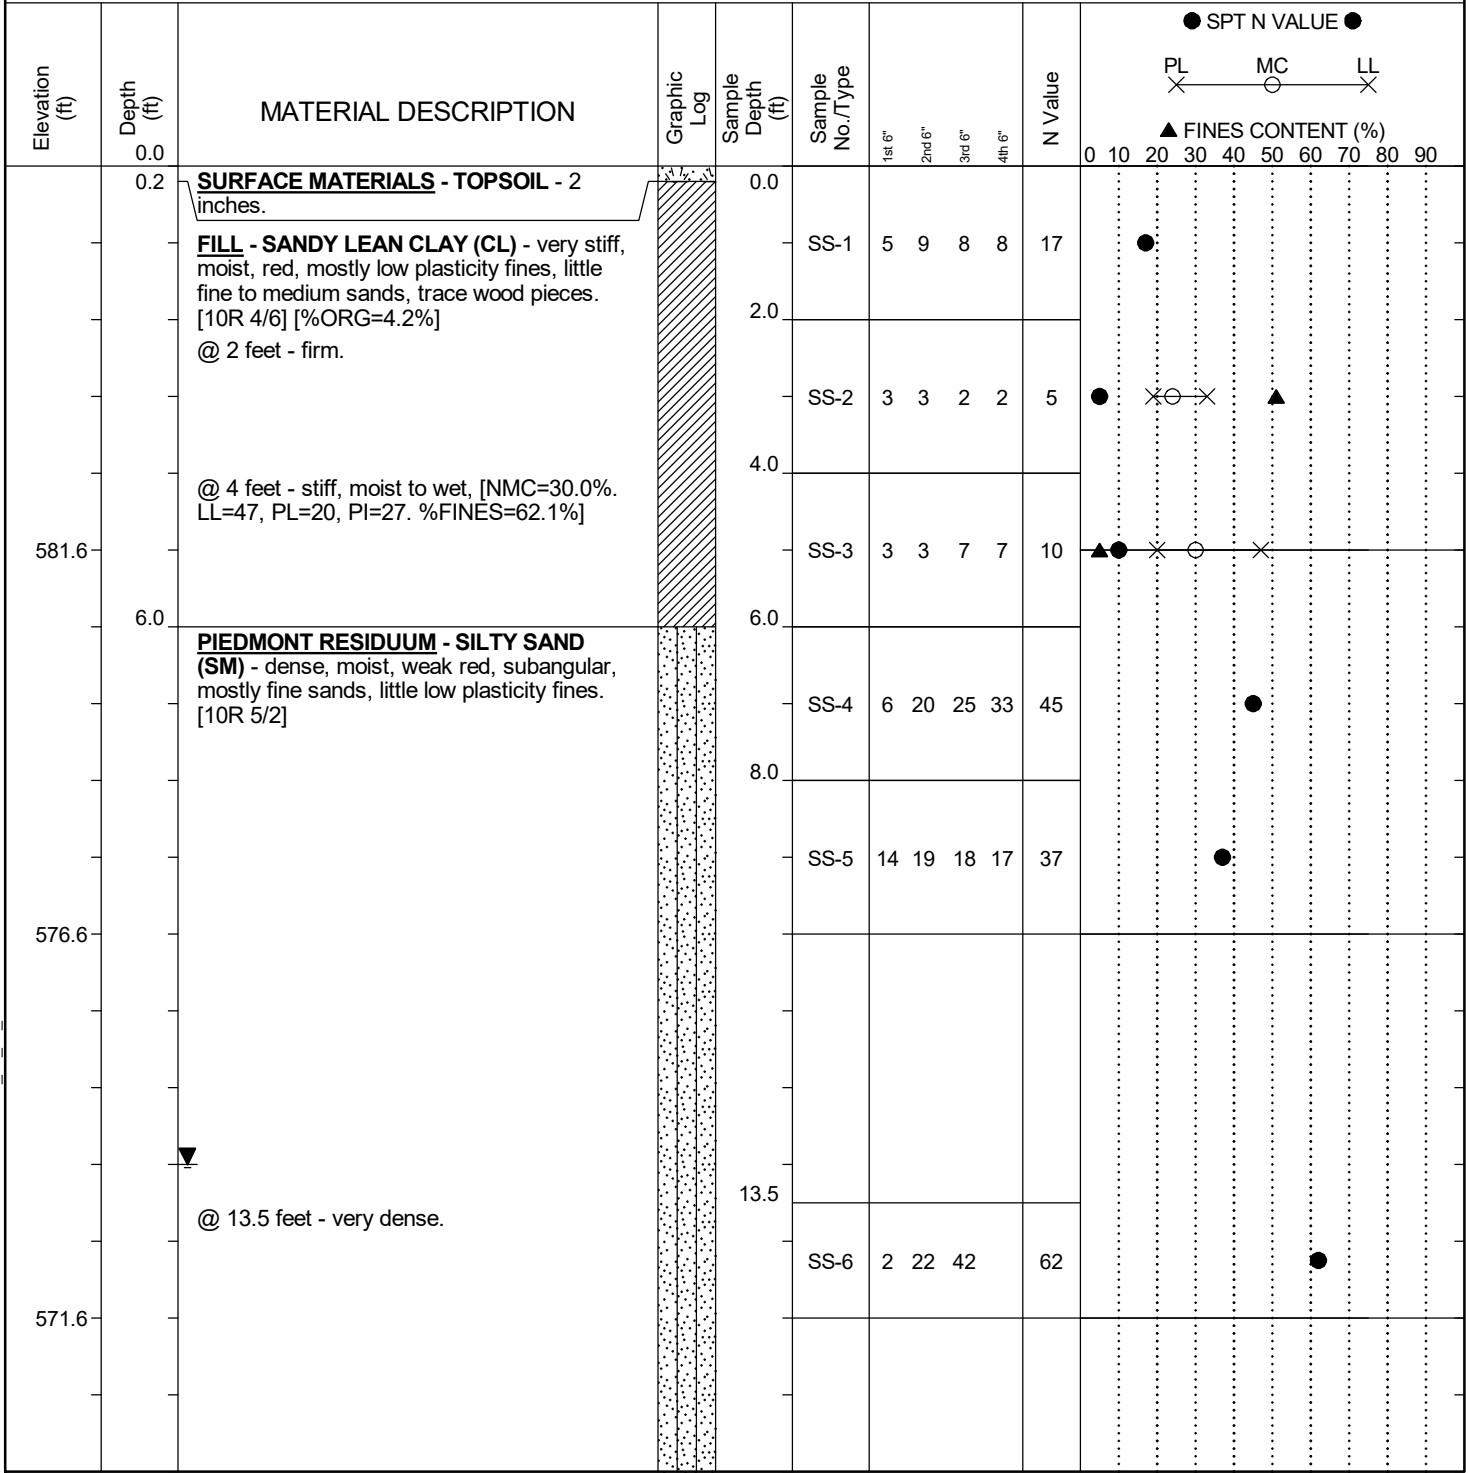 ● SPT N VALUE ●
PL MC LL
▲ FINES CONTENT (%)
Elevation (ft)
Depth (ft)
MATERIAL DESCRIPTION
Graphic Log
Sample Depth (ft)
Sample No./Type
1st 6"
2nd 6"
3rd 6"
4th 6"
N Value
0 10 20 30 40 50 60 70 80 90
0.0
0.2 SURFACE MATERIALS - TOPSOIL - 2 0.0
inches.
FILL - SANDY LEAN CLAY (CL) - very stiff, SS-1 5 9 8 8 17
moist, red, mostly low plasticity fines, little
fine to medium sands, trace wood pieces.
[10R 4/6] [%ORG=4.2%] 2.0
@ 2 feet - firm.
SS-2 3 3 2 2 5
4.0
@ 4 feet - stiff, moist to wet, [NMC=30.0%.
LL=47, PL=20, PI=27. %FINES=62.1%]
581.6 SS-3 3 3 7 7 10
6.0 6.0
PIEDMONT RESIDUUM - SILTY SAND
(SM) - dense, moist, weak red, subangular,
mostly fine sands, little low plasticity fines.
[10R 5/2] SS-4 6 20 25 33 45
8.0
SS-5 14 19 18 17 37
576.6
13.5
@ 13.5 feet - very dense.
SS-6 2 22 42 62
571.6